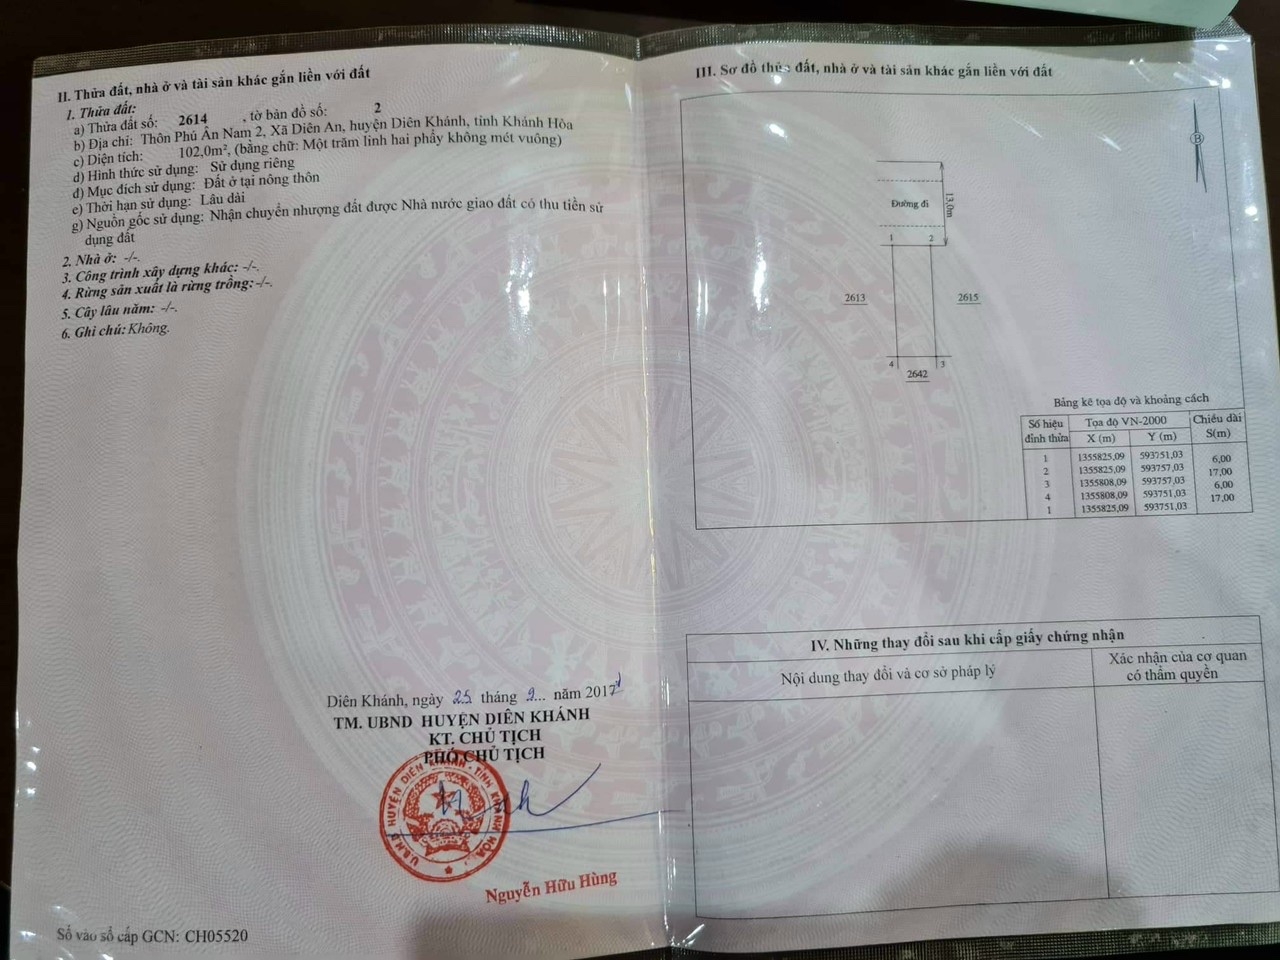 II. Thửa đất, nhà ở và tài sản khác gắn liền với đất
1. Thửa đất:
a) Thửa đất số: 2614 , tờ bản đồ số: 2
b) Địa chỉ: Thôn Phú Ân Nam 2, Xã Diên An, huyện Diên Khánh, tỉnh Khánh Hòa
c) Diện tích: 102,0m², (bằng chữ: Một trăm linh hai phẩy không mét vuông)
d) Hình thức sử dụng: Sử dụng riêng
đ) Mục đích sử dụng: Đất ở tại nông thôn
e) Thời hạn sử dụng: Lâu dài
g) Nguồn gốc sử dụng: Nhận chuyển nhượng đất được Nhà nước giao đất có thu tiền sử
dụng đất
2. Nhà ở: -/-.
3. Công trình xây dựng khác: -/-.
4. Rừng sản xuất là rừng trồng: -/-.
5. Cây lâu năm: -/-.
6. Ghi chú: Không.
Diên Khánh, ngày 25 tháng 9... năm 2017
TM. UBND HUYỆN DIÊN KHÁNH
KT. CHỦ TỊCH
PHÓ CHỦ TỊCH
U.B.N.D HUYỆN DIÊN KHÁNH - TỈNH KHÁNH HÒA
Nguyễn Hữu Hùng
Số vào sổ cấp GCN: CH05520
III. Sơ đồ thửa đất, nhà ở và tài sản khác gắn liền với đất
B
Đường đi
13,0m
1 2
2613
2615
4 3
2642
Bảng kê tọa độ và khoảng cách
Số hiệu đỉnh thửa Tọa độ VN-2000 Chiều dài S(m)
X (m) Y (m)
1 1355825,09 593751,03 6,00
2 1355825,09 593757,03 17,00
3 1355808,09 593757,03 6,00
4 1355808,09 593751,03 17,00
1 1355825,09 593751,03
IV. Những thay đổi sau khi cấp giấy chứng nhận
Nội dung thay đổi và cơ sở pháp lý
Xác nhận của cơ quan
có thẩm quyền